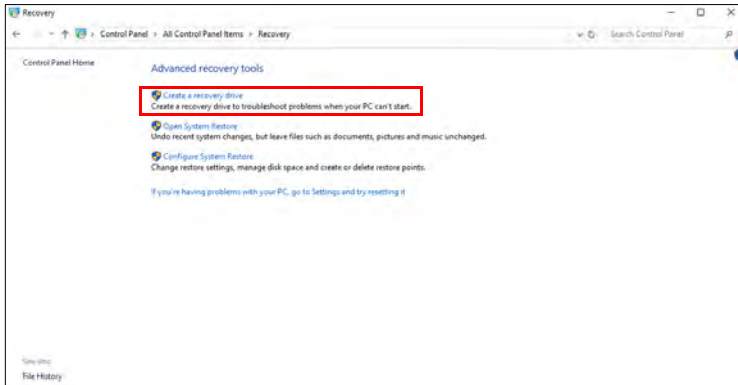 Recovery
Control Panel > All Control Panel Items > Recovery
Search Control Panel
Control Panel Home
Advanced recovery tools
Create a recovery drive
Create a recovery drive to troubleshoot problems when your PC can't start.
Open System Restore
Undo recent system changes, but leave files such as documents, pictures and music unchanged.
Configure System Restore
Change restore settings, manage disk space and create or delete restore points.
If you're having problems with your PC, go to Settings and try resetting it
See also
File History